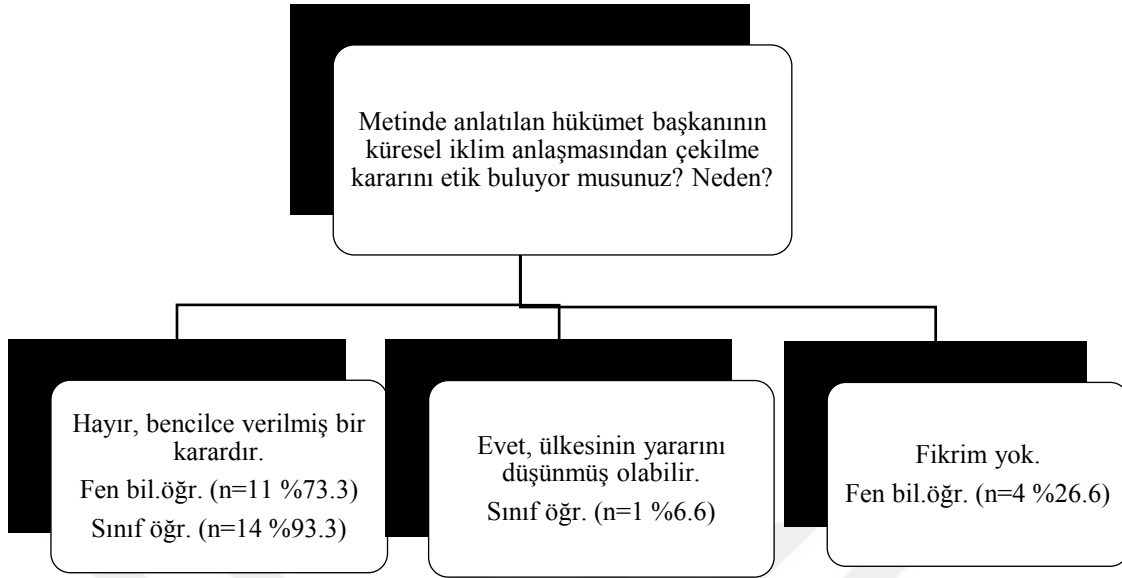 Metinde anlatılan hükümet başkanının
küresel iklim anlaşmasından çekilme
kararını etik buluyor musunuz? Neden?
Hayır, bencilce verilmiş bir
karardır.
Fen bil.öğr. (n=11 %73.3)
Sınıf öğr. (n=14 %93.3)
Evet, ülkesinin yararını
düşünmüş olabilir.
Sınıf öğr. (n=1 %6.6)
Fikrim yok.
Fen bil.öğr. (n=4 %26.6)